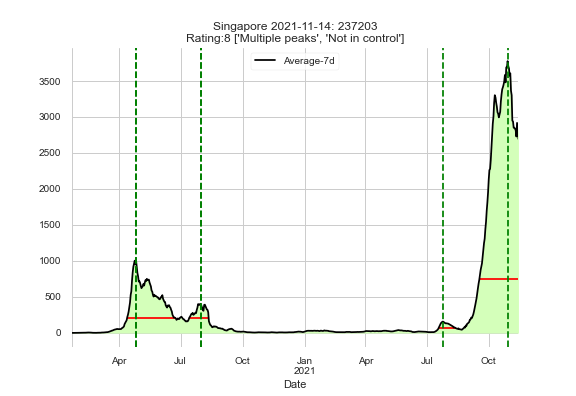 Singapore 2021-11-14: 237203
Rating:8 ['Multiple peaks', 'Not in control']
Average-7d
3500
3000
2500
2000
1500
1000
500
0
Apr Jul Oct Jan Apr Jul Oct
2021
Date